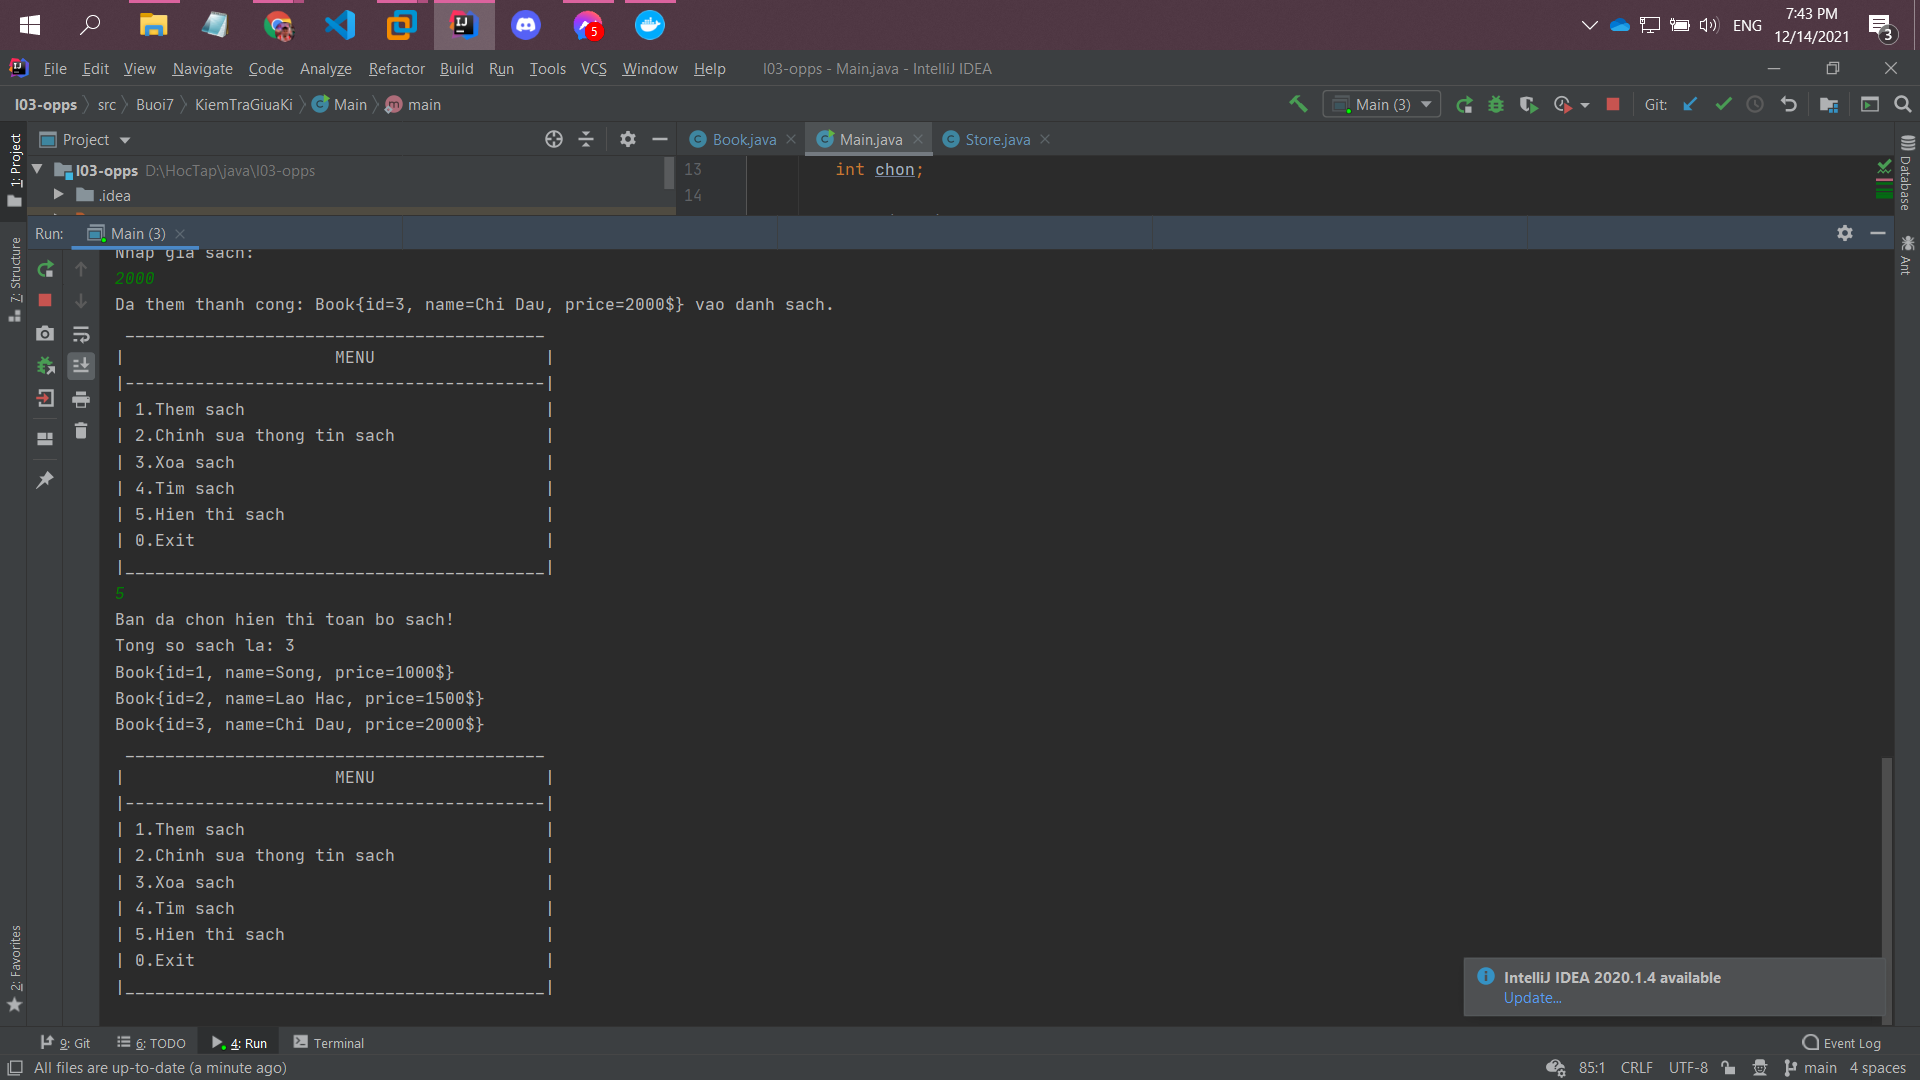 5
ENG
7:43 PM
12/14/2021
3
File Edit View Navigate Code Analyze Refactor Build Run Tools VCS Window Help l03-opps - Main.java - IntelliJ IDEA
l03-opps src Buoi7 KiemTraGiuaKi Main main
Main (3)
Git:
1: Project
Project
Book.java
Main.java
Store.java
l03-opps D:\HocTap\java\l03-opps
.idea
13 int chon;
14
Database
Ant
7: Structure
2: Favorites
Run: Main (3)
Nhap gia sach:
2000
Da them thanh cong: Book{id=3, name=Chi Dau, price=2000$} vao danh sach.
__________________________________________
| MENU |
|------------------------------------------|
| 1.Them sach |
| 2.Chinh sua thong tin sach |
| 3.Xoa sach |
| 4.Tim sach |
| 5.Hien thi sach |
| 0.Exit |
|__________________________________________|
5
Ban da chon hien thi toan bo sach!
Tong so sach la: 3
Book{id=1, name=Song, price=1000$}
Book{id=2, name=Lao Hac, price=1500$}
Book{id=3, name=Chi Dau, price=2000$}
__________________________________________
| MENU |
|------------------------------------------|
| 1.Them sach |
| 2.Chinh sua thong tin sach |
| 3.Xoa sach |
| 4.Tim sach |
| 5.Hien thi sach |
| 0.Exit |
|__________________________________________|
IntelliJ IDEA 2020.1.4 available
Update...
9: Git 6: TODO 4: Run Terminal
Event Log
All files are up-to-date (a minute ago)
85:1 CRLF UTF-8 main 4 spaces